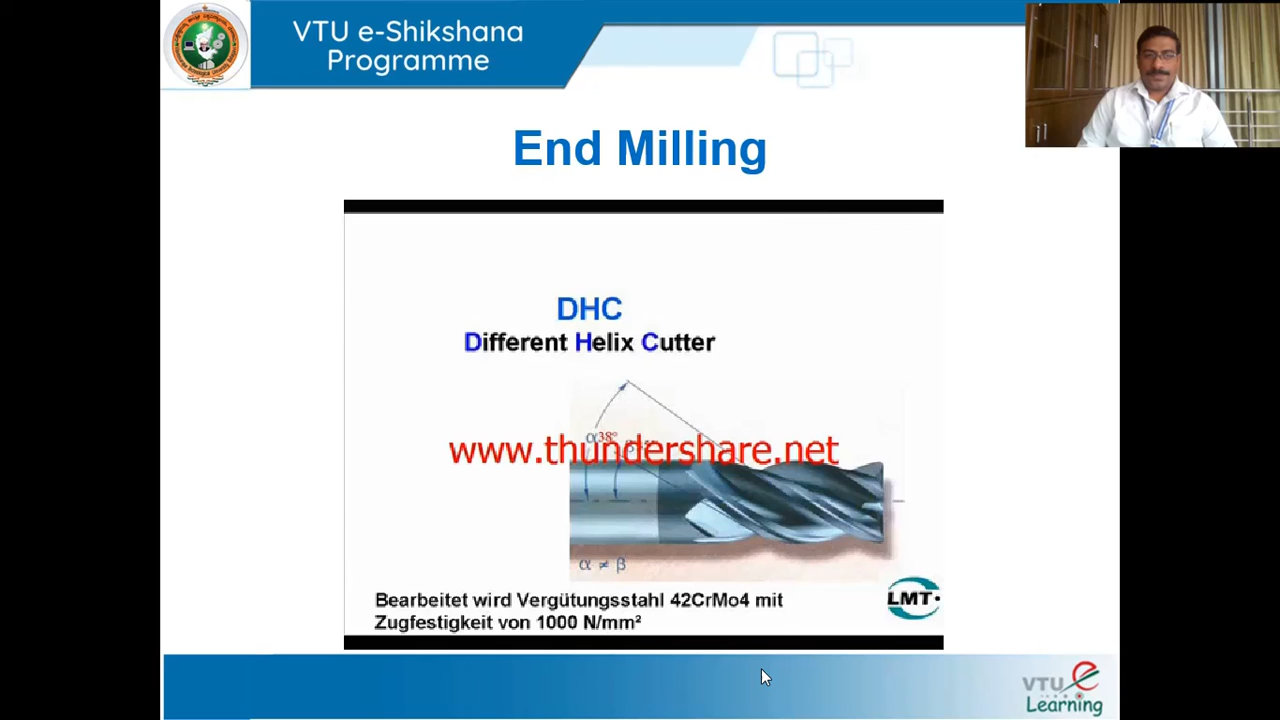 VTU e-Shikshana
Programme
End Milling
DHC
Different Helix Cutter
α 38°
www.thundershare.net
α ≠ β
Bearbeitet wird Vergütungsstahl 42CrMo4 mit
Zugfestigkeit von 1000 N/mm²
LMT
VTU e
Learning